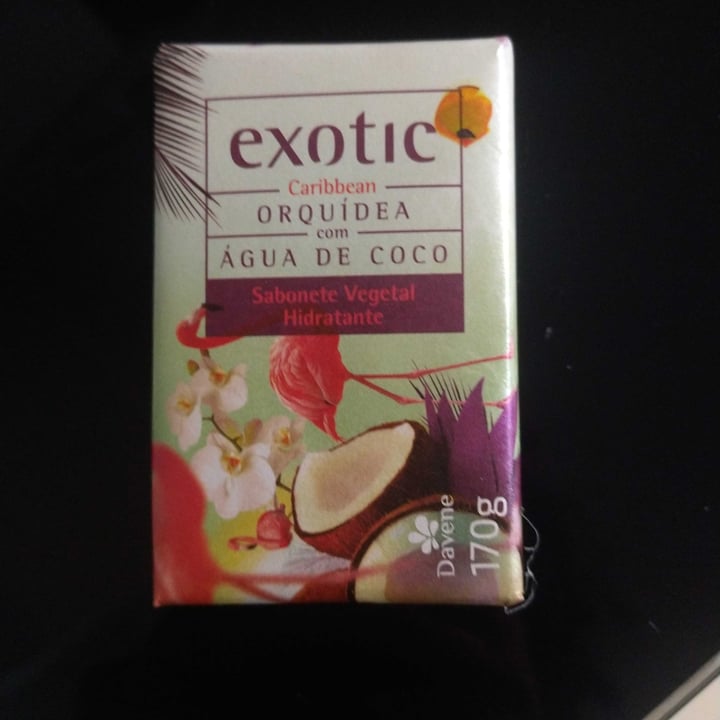 exotic
Caribbean
ORQUÍDEA
com
ÁGUA DE COCO
Sabonete Vegetal
Hidratante
Davene
170g